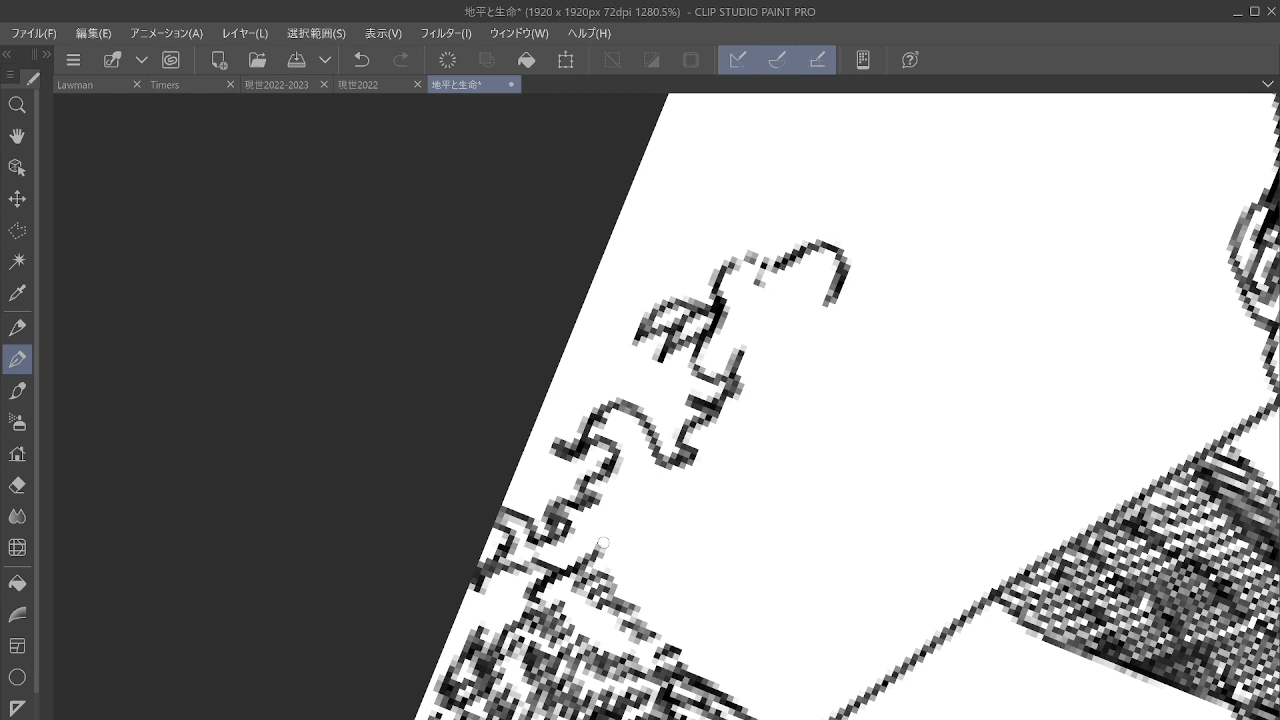 地平と生命* (1920 x 1920px 72dpi 1280.5%) - CLIP STUDIO PAINT PRO
ファイル(F) 編集(E) アニメーション(A) レイヤー(L) 選択範囲(S) 表示(V) フィルター(I) ウィンドウ(W) ヘルプ(H)
Lawman Timers 現世2022-2023 現世2022 地平と生命*